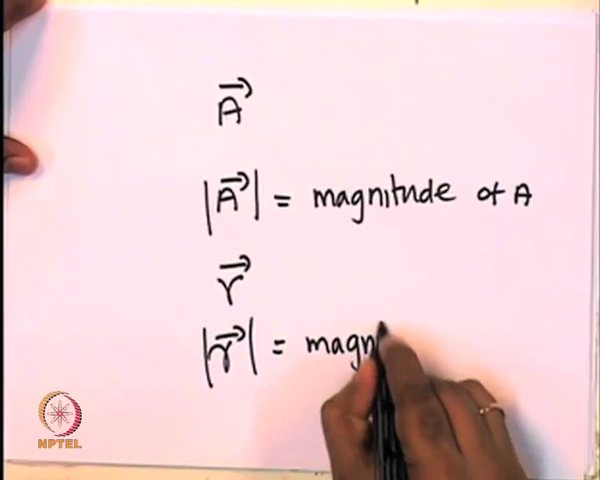 A⃗
|A⃗| = magnitude of A
r⃗
|r⃗| = magn
NPTEL